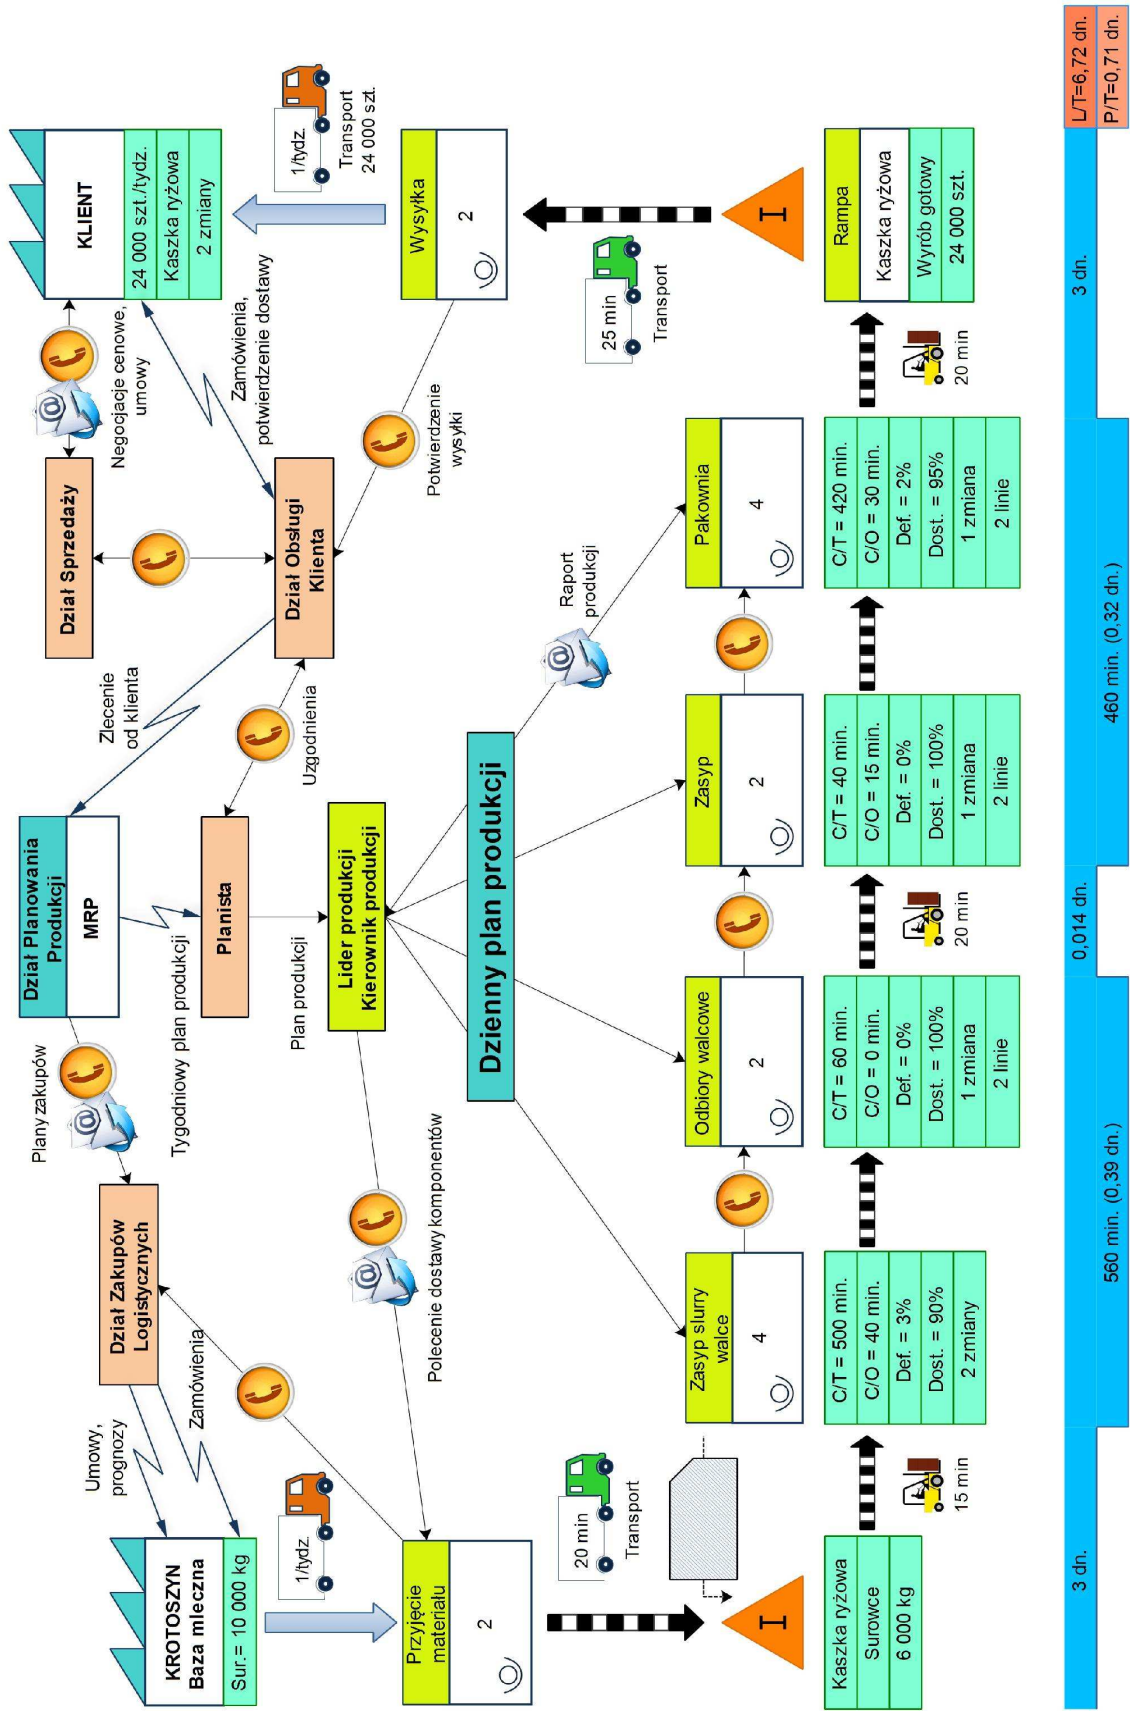 KROTOSZYN
Baza mleczna
Sur.= 10 000 kg
Umowy,
prognozy
Zamówienia
Dział Zakupów
Logistycznych
Plany zakupów
Dział Planowania
Produkcji
MRP
Tygodniowy plan produkcji
Zlecenie
od klienta
Dział Sprzedaży
Negocjacje cenowe,
umowy
KLIENT
24 000 szt./tydz.
Kaszka ryżowa
2 zmiany
Zamówienia,
potwierdzenie dostawy
Dział Obsługi
Klienta
Uzgodnienia
Planista
Plan produkcji
Lider produkcji
Kierownik produkcji
Polecenie dostawy komponentów
1/tydz.
1/tydz.
Transport
24 000 szt.
Przyjęcie
materiału
2
Potwierdzenie
wysyłki
Wysyłka
2
Dzienny plan produkcji
Raport
produkcji
20 min
Transport
25 min
Transport
I
Zasyp slurry
walce
4
Odbiory walcowe
2
Zasyp
2
Pakownia
4
I
Kaszka ryżowa
Surowce
6 000 kg
15 min
C/T = 500 min.
C/O = 40 min.
Def. = 3%
Dost. = 90%
2 zmiany
C/T = 60 min.
C/O = 0 min.
Def. = 0%
Dost. = 100%
1 zmiana
2 linie
20 min
C/T = 40 min.
C/O = 15 min.
Def. = 0%
Dost. = 100%
1 zmiana
2 linie
C/T = 420 min.
C/O = 30 min.
Def. = 2%
Dost. = 95%
1 zmiana
2 linie
20 min
Rampa
Kaszka ryżowa
Wyrób gotowy
24 000 szt.
3 dn.
560 min. (0,39 dn.)
0,014 dn.
460 min. (0,32 dn.)
3 dn.
L/T=6,72 dn.
P/T=0,71 dn.